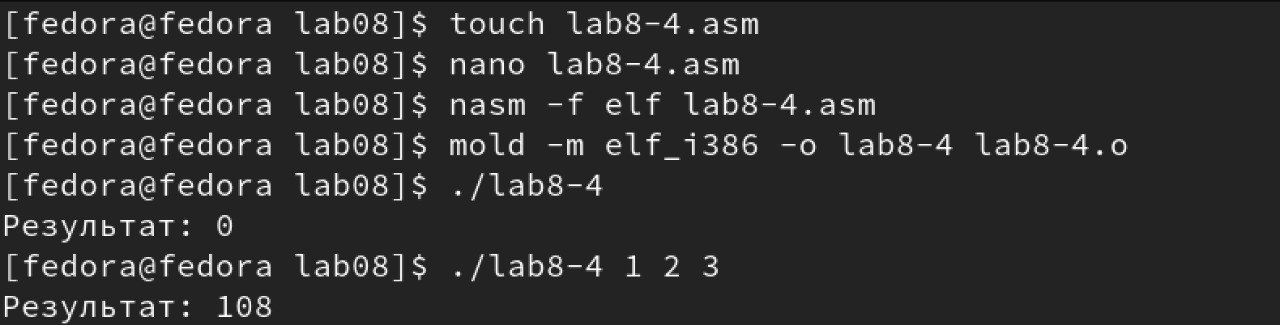 [fedora@fedora lab08]$ touch lab8-4.asm
[fedora@fedora lab08]$ nano lab8-4.asm
[fedora@fedora lab08]$ nasm -f elf lab8-4.asm
[fedora@fedora lab08]$ mold -m elf_i386 -o lab8-4 lab8-4.o
[fedora@fedora lab08]$ ./lab8-4
Результат: 0
[fedora@fedora lab08]$ ./lab8-4 1 2 3
Результат: 108